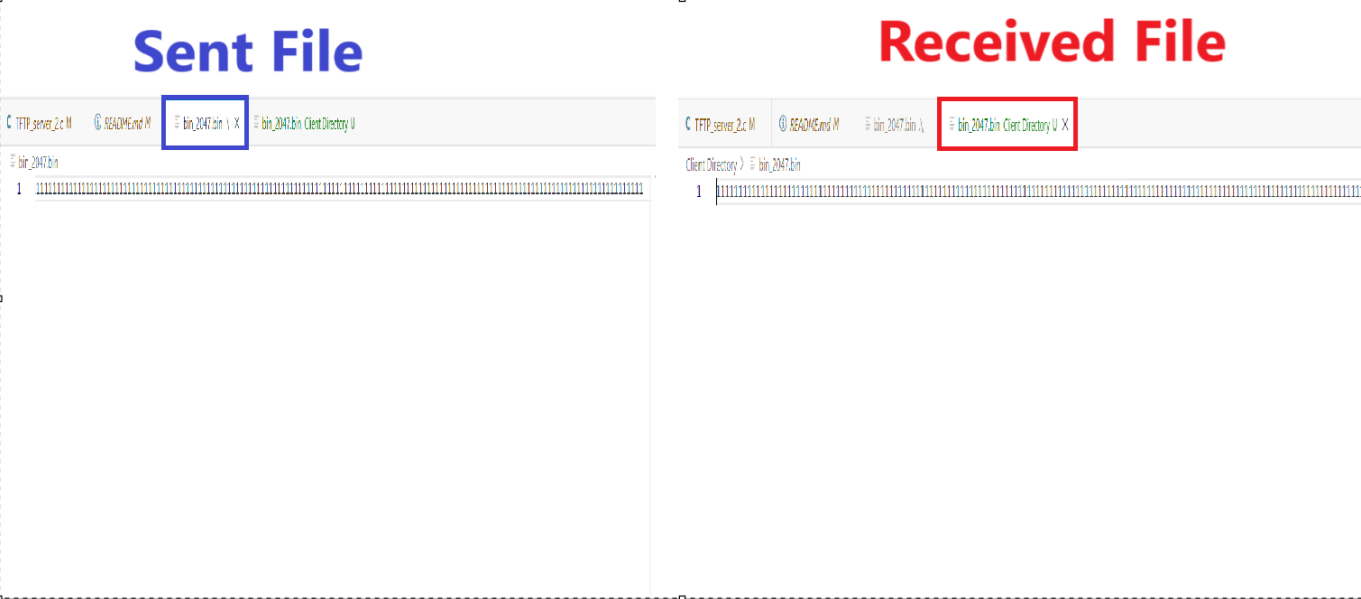 Sent File
Received File
TFTP_server_2.c M
README.md M
bin_2047.bin .\
bin_2047.bin Client Directory U
bin_2047.bin
1
TFTP_server_2.c M
README.md M
bin_2047.bin .\
bin_2047.bin Client Directory U
Client Directory > bin_2047.bin
1